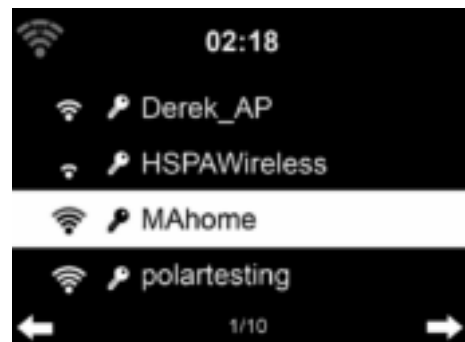 02:18
Derek_AP
HSPAWireless
MAhome
polartesting
1/10